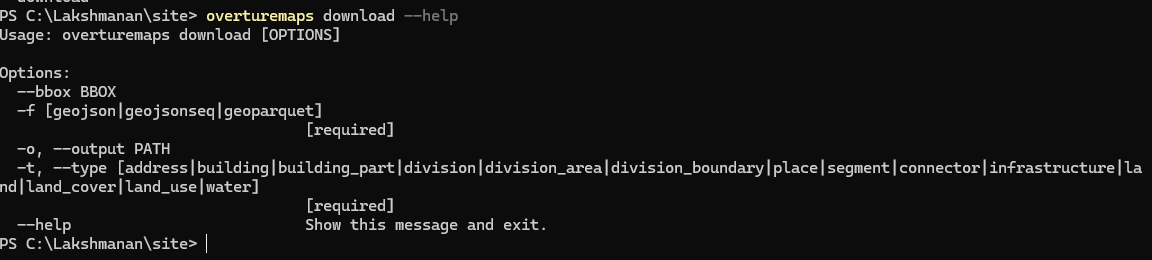 PS C:\Lakshmanan\site> overturemaps download --help
Usage: overturemaps download [OPTIONS]
Options:
--bbox BBOX
-f [geojson|geojsonseq|geoparquet]
[required]
-o, --output PATH
-t, --type [address|building|building_part|division|division_area|division_boundary|place|segment|connector|infrastructure|la
nd|land_cover|land_use|water]
[required]
--help Show this message and exit.
PS C:\Lakshmanan\site>